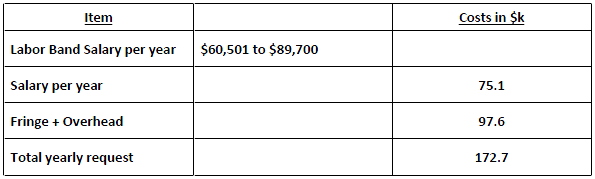 Item Costs in $k
Labor Band Salary per year $60,501 to $89,700
Salary per year 75.1
Fringe + Overhead 97.6
Total yearly request 172.7